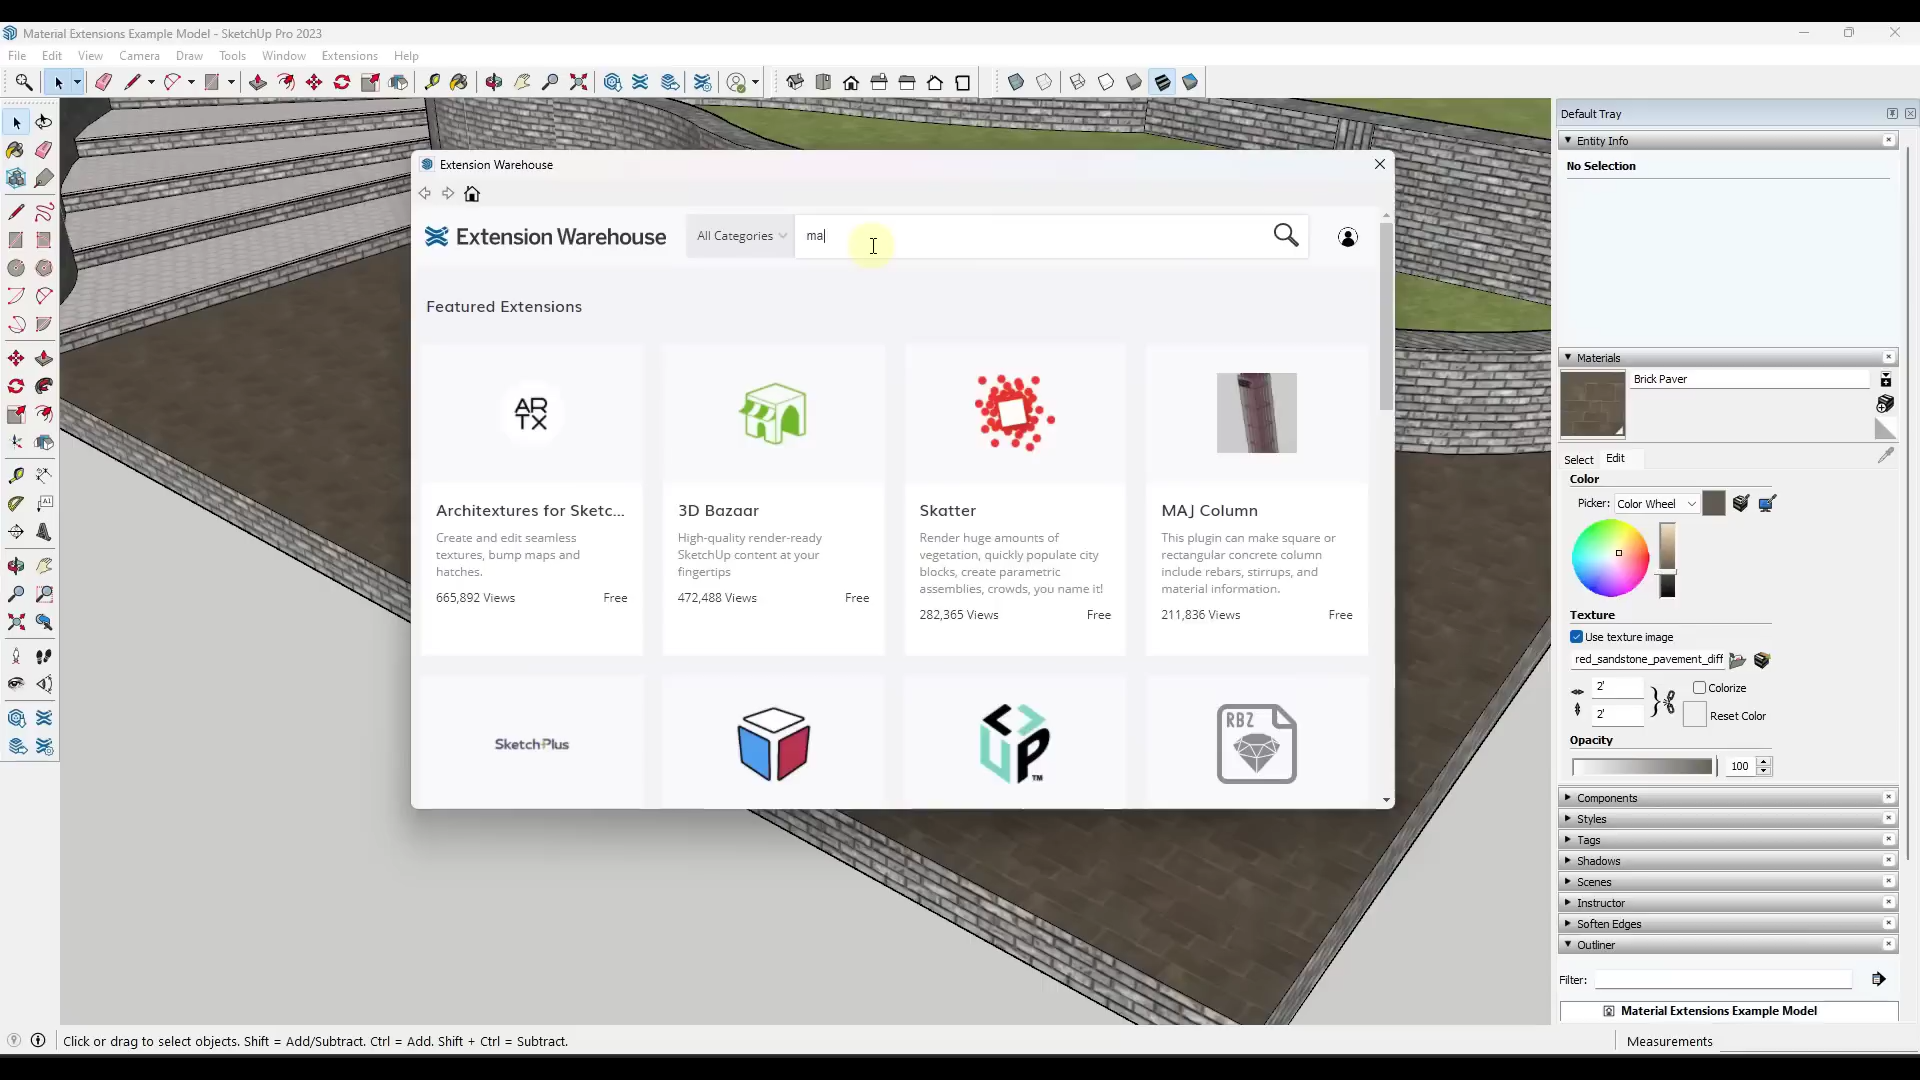 Material Extensions Example Model - SketchUp Pro 2023
File Edit View Camera Draw Tools Window Extensions Help
Default Tray
Entity Info
No Selection
Extension Warehouse
Extension Warehouse
All Categories
mal
Featured Extensions
ARTX
Architextures for Sketc...
Create and edit seamless
textures, bump maps and
hatches.
665,892 Views Free
3D Bazaar
High-quality render-ready
SketchUp content at your
fingertips
472,488 Views Free
Skatter
Render huge amounts of
vegetation, quickly populate city
blocks, create parametric
assemblies, crowds, you name it!
282,365 Views Free
MAJ Column
This plugin can make square or
rectangular concrete column
include rebars, stirrups, and
material information.
211,836 Views Free
SketchPlus
UP TM
RBZ
Materials
Brick Paver
Select Edit
Color
Picker: Color Wheel
Texture
Use texture image
red_sandstone_pavement_diff
2'
Colorize
2'
Reset Color
Opacity
100
Components
Styles
Tags
Shadows
Scenes
Instructor
Soften Edges
Outliner
Filter:
Material Extensions Example Model
Click or drag to select objects. Shift = Add/Subtract. Ctrl = Add. Shift + Ctrl = Subtract.
Measurements